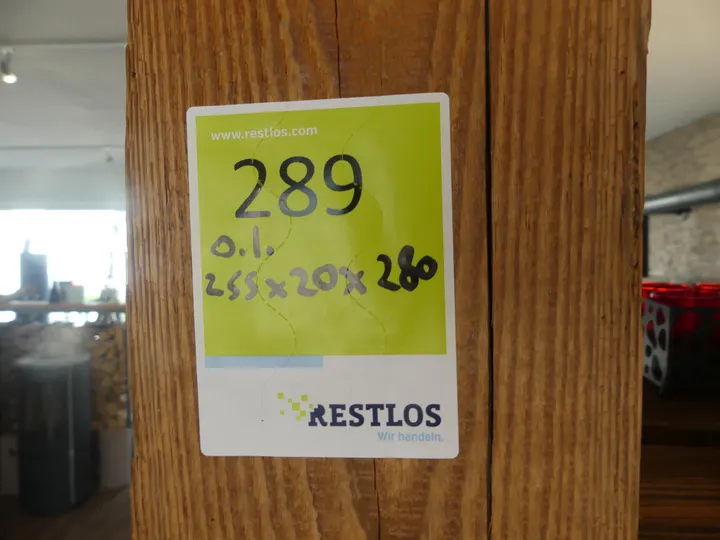 www.restlos.com
289
o.l.
255x20x280
RESTLOS
Wir handeln.